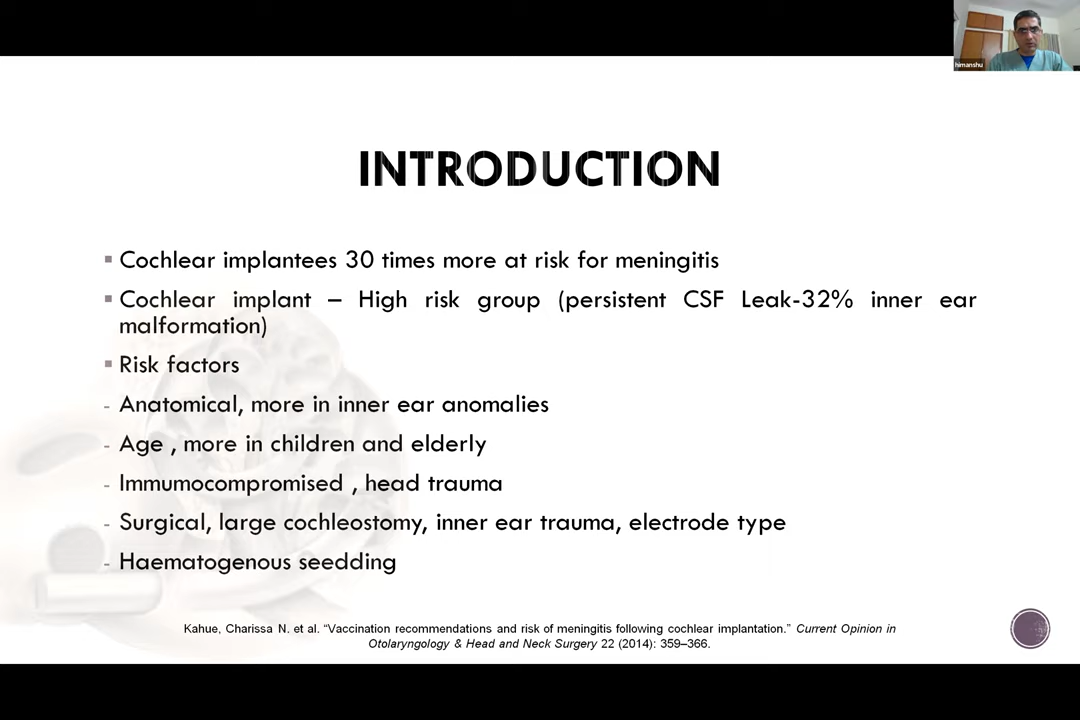 himanshu
INTRODUCTION
▪ Cochlear implantees 30 times more at risk for meningitis
▪ Cochlear implant – High risk group (persistent CSF Leak-32% inner ear
malformation)
▪ Risk factors
- Anatomical, more in inner ear anomalies
- Age , more in children and elderly
- Immumocompromised , head trauma
- Surgical, large cochleostomy, inner ear trauma, electrode type
- Haematogenous seedding
Kahue, Charissa N. et al. “Vaccination recommendations and risk of meningitis following cochlear implantation.” Current Opinion in
Otolaryngology & Head and Neck Surgery 22 (2014): 359–366.